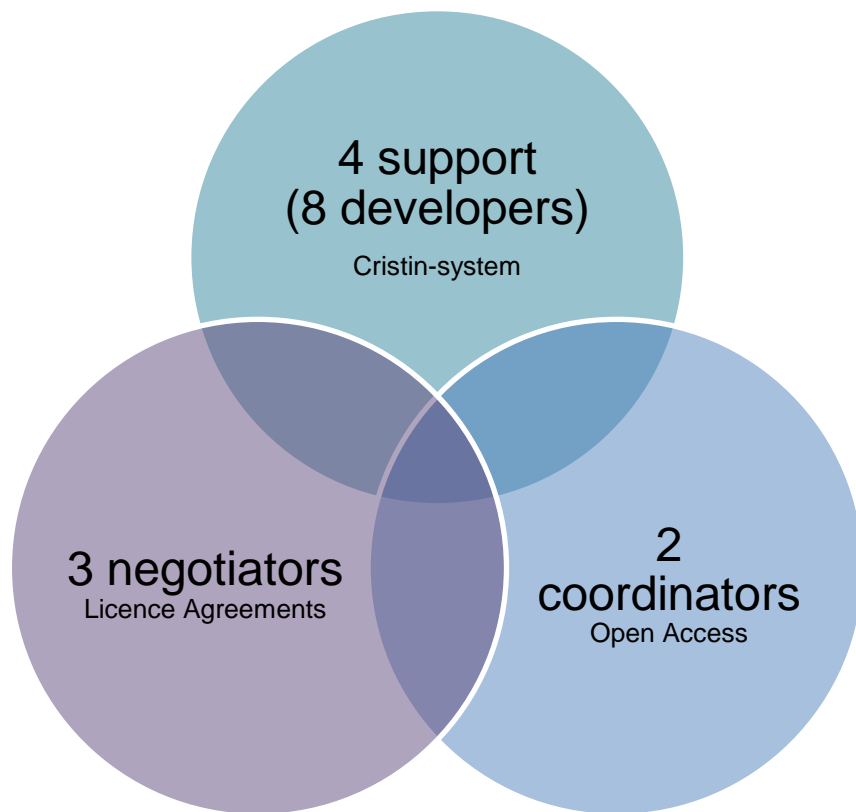 4 support
(8 developers)
Cristin-system
3 negotiators
Licence Agreements
2
coordinators
Open Access